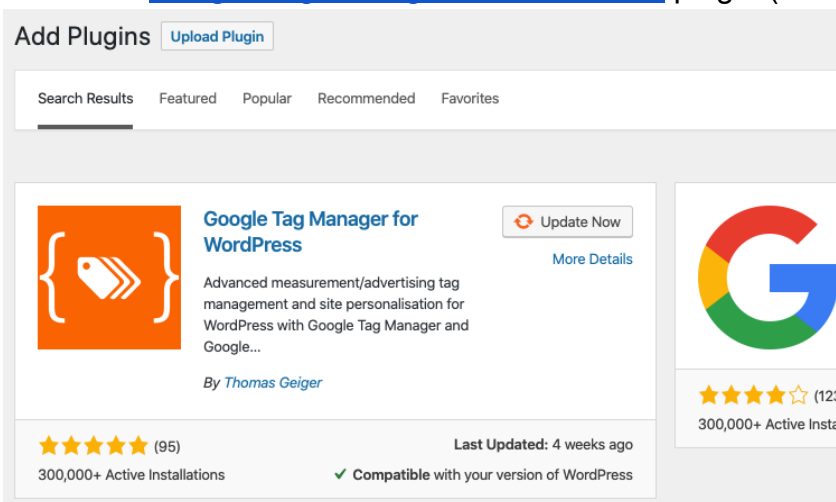 plugin (
Add Plugins Upload Plugin
Search Results Featured Popular Recommended Favorites
Google Tag Manager for
WordPress
Update Now
More Details
Advanced measurement/advertising tag
management and site personalisation for
WordPress with Google Tag Manager and
Google...
By Thomas Geiger
(95)
300,000+ Active Installations
Last Updated: 4 weeks ago
✓ Compatible with your version of WordPress
(123
300,000+ Active Insta